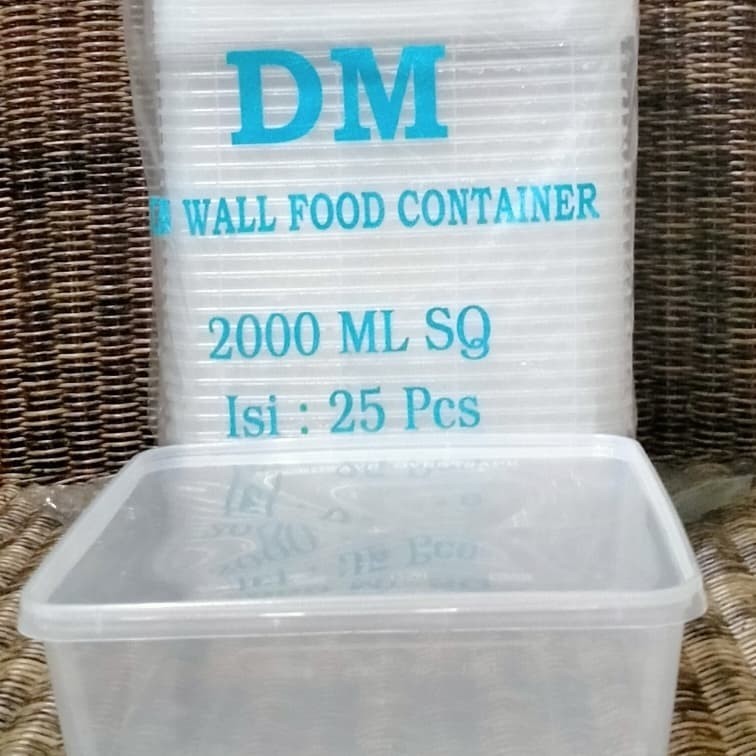 DM
WALL FOOD CONTAINER
2000 ML SQ
Isi : 25 Pcs